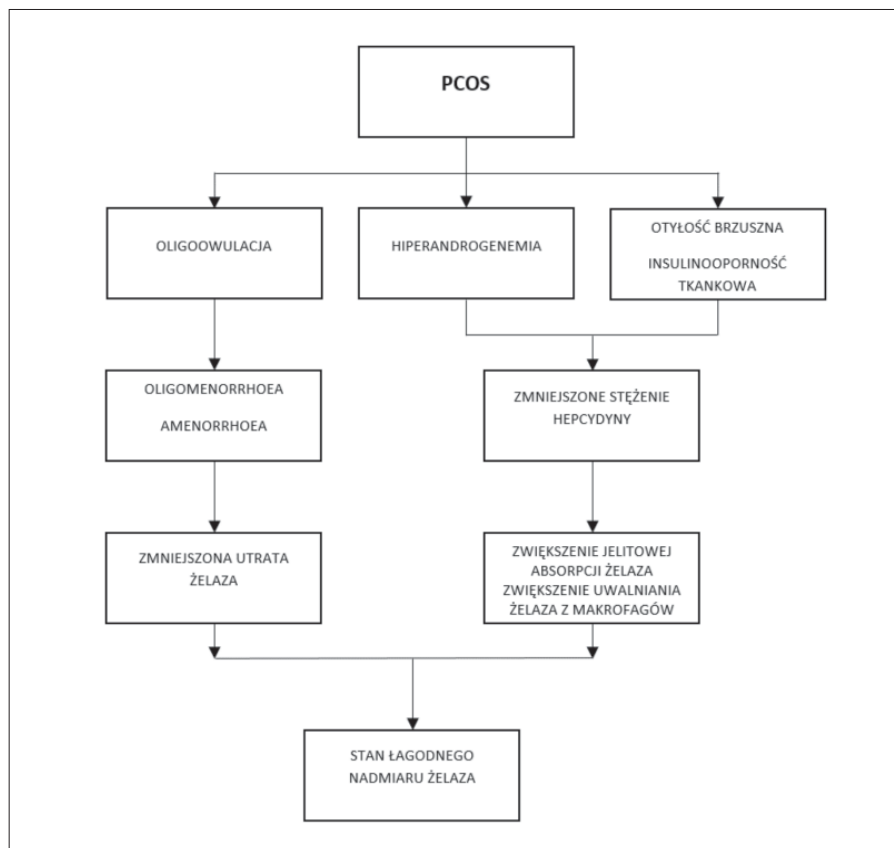 PCOS
OLIGOOWULACJA
HIPERANDROGENEMIA
OTYŁOŚĆ BRZUSZNA
INSULINOOPORNOŚĆ
TKANKOWA
OLIGOMENORRHOEA
AMENORRHOEA
ZMNIEJSZONE STĘŻENIE
HEPCYDYNY
ZMNIEJSZONA UTRATA
ŻELAZA
ZWIĘKSZENIE JELITOWEJ
ABSORPCJI ŻELAZA
ZWIĘKSZENIE UWALNIANIA
ŻELAZA Z MAKROFAGÓW
STAN ŁAGODNEGO
NADMIARU ŻELAZA